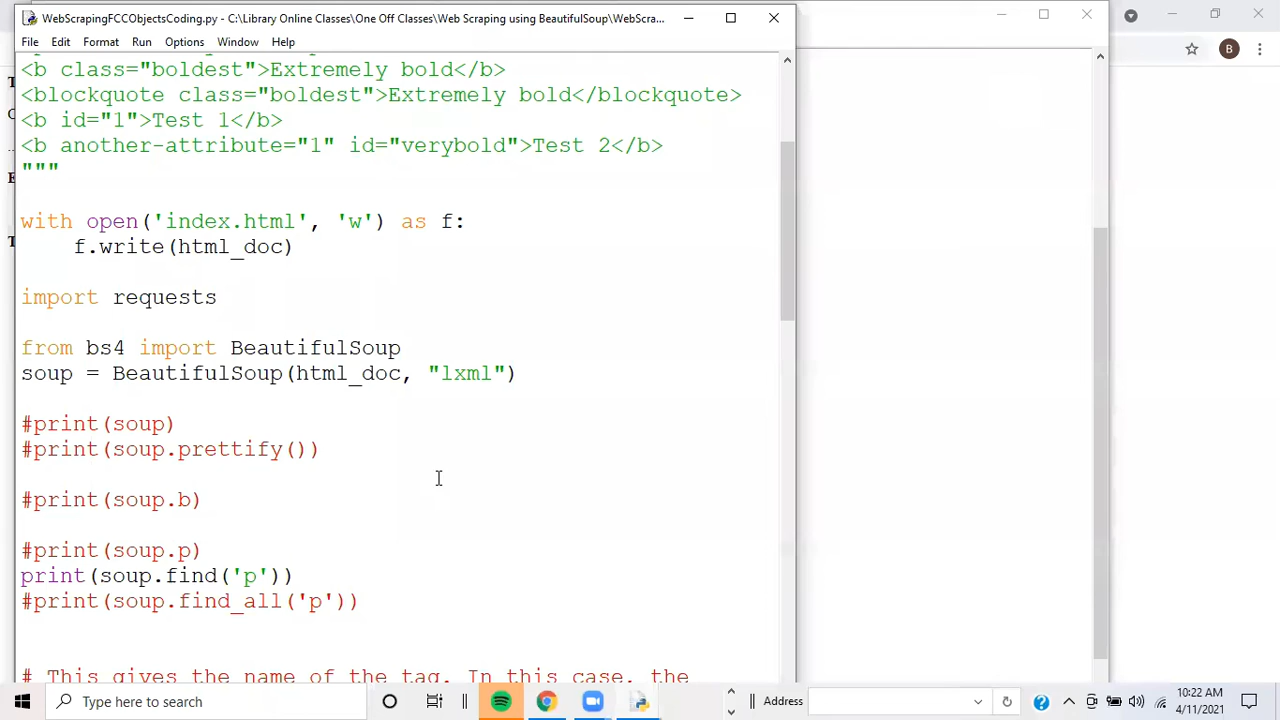 WebScrapingFCCObjectsCoding.py - C:\Library Online Classes\One Off Classes\Web Scraping using BeautifulSoup\WebScra...
File Edit Format Run Options Window Help
B
<b class="boldest">Extremely bold</b>
<blockquote class="boldest">Extremely bold</blockquote>
<b id="1">Test 1</b>
<b another-attribute="1" id="verybold">Test 2</b>
"""
with open('index.html', 'w') as f:
    f.write(html_doc)
import requests
from bs4 import BeautifulSoup
soup = BeautifulSoup(html_doc, "lxml")
#print(soup)
#print(soup.prettify())
#print(soup.b)
#print(soup.p)
print(soup.find('p'))
#print(soup.find_all('p'))
# This gives the name of the tag. In this case, the
Type here to search
Address
10:22 AM
4/11/2021